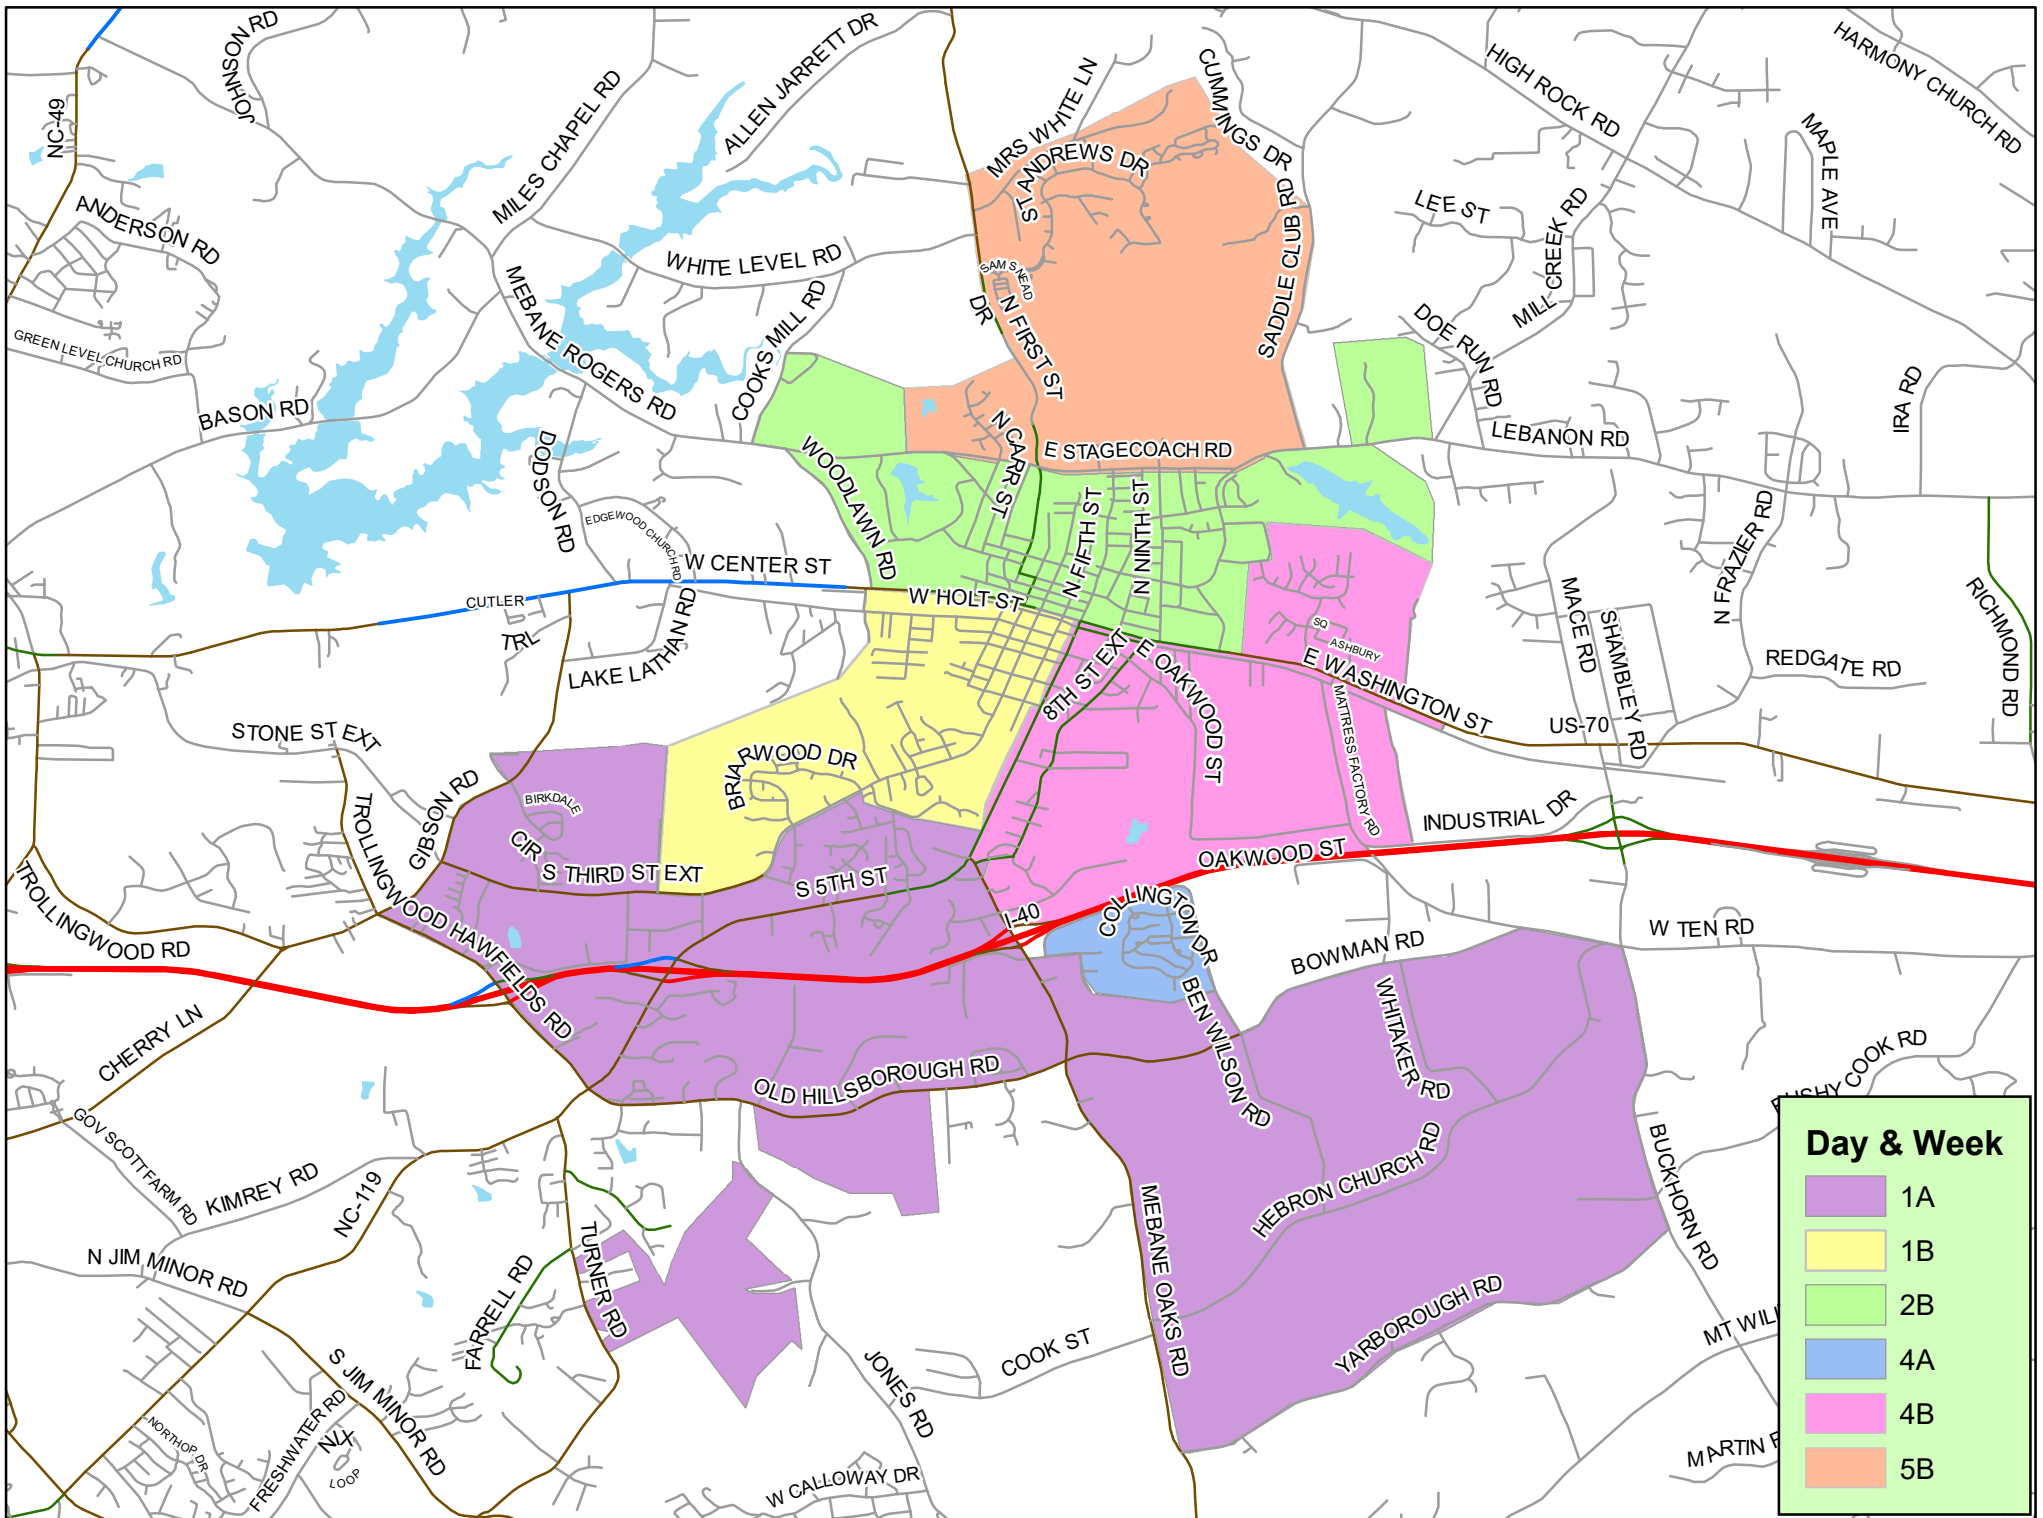 JOHNSON RD
NC-49
MILES CHAPEL RD
ALLEN JARRETT DR
MRS WHITE LN
CUMMINGS DR
HIGH ROCK RD
HARMONY CHURCH RD
MAPLE AVE
ST ANDREWS DR
ANDERSON RD
LEE ST
MILL CREEK RD
WHITE LEVEL RD
SADDLE CLUB RD
SAM SNEAD
DR
N FIRST ST
MEBANE ROGERS RD
COOKS MILL RD
GREEN LEVEL CHURCH RD
DOE RUN RD
IRA RD
BASON RD
N CARR ST
E STAGECOACH RD
LEBANON RD
DODSON RD
WOODLAWN RD
EDGEWOOD CHURCH RD
N FIFTH ST
N NINTH ST
N FRAZIER RD
W CENTER ST
W HOLT ST
CUTLER
TRL
LAKE LATHAN RD
8TH ST EXT
E OAKWOOD ST
SQ
ASHBURY
E WASHINGTON ST
MACE RD
SHAMBLEY RD
REDGATE RD
RICHMOND RD
US-70
STONE ST EXT
BRIARWOOD DR
MATTRESS FACTORY RD
GIBSON RD
BIRKDALE
CIR
TROLLINGWOOD HAWFIELDS RD
S THIRD ST EXT
S 5TH ST
OAKWOOD ST
INDUSTRIAL DR
TROLLINGWOOD RD
I-40
COLLINGTON DR
BOWMAN RD
W TEN RD
CHERRY LN
BEN WILSON RD
WHITAKER RD
OLD HILLSBOROUGH RD
GOV SCOTT FARM RD
KIMREY RD
NC-119
HEBRON CHURCH RD
BUCKHORN RD
COOK RD
N JIM MINOR RD
FARRELL RD
TURNER RD
MEBANE OAKS RD
YARBOROUGH RD
MT WIL
COOK ST
JONES RD
S JIM MINOR RD
NORTHOP DR
FRESHWATER RD
NIX
LOOP
W CALLOWAY DR
MARTIN
Day & Week
1A
1B
2B
4A
4B
5B